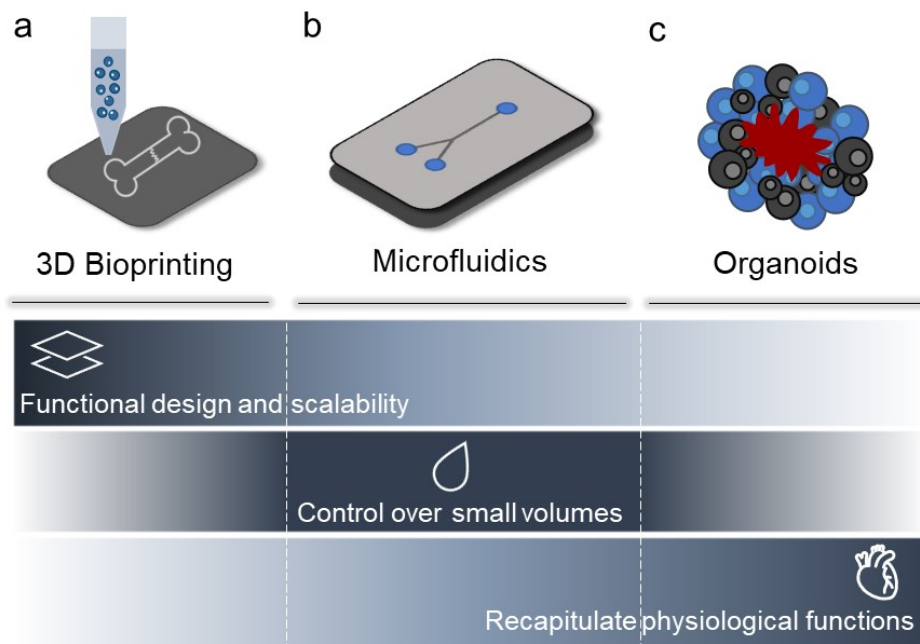 a
b
c
3D Bioprinting
Microfluidics
Organoids
Functional design and scalability
Control over small volumes
Recapitulate physiological functions